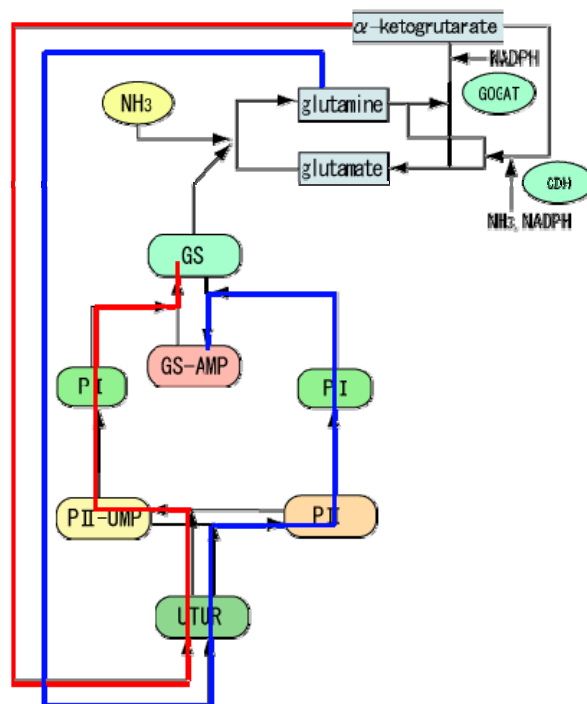 α-ketogrutarate
NADPH
NH3
glutamine
GOGAT
glutamate
GDH
NH3, NADPH
GS
GS-AMP
PI
PI
PII-UMP
PII
UTUR